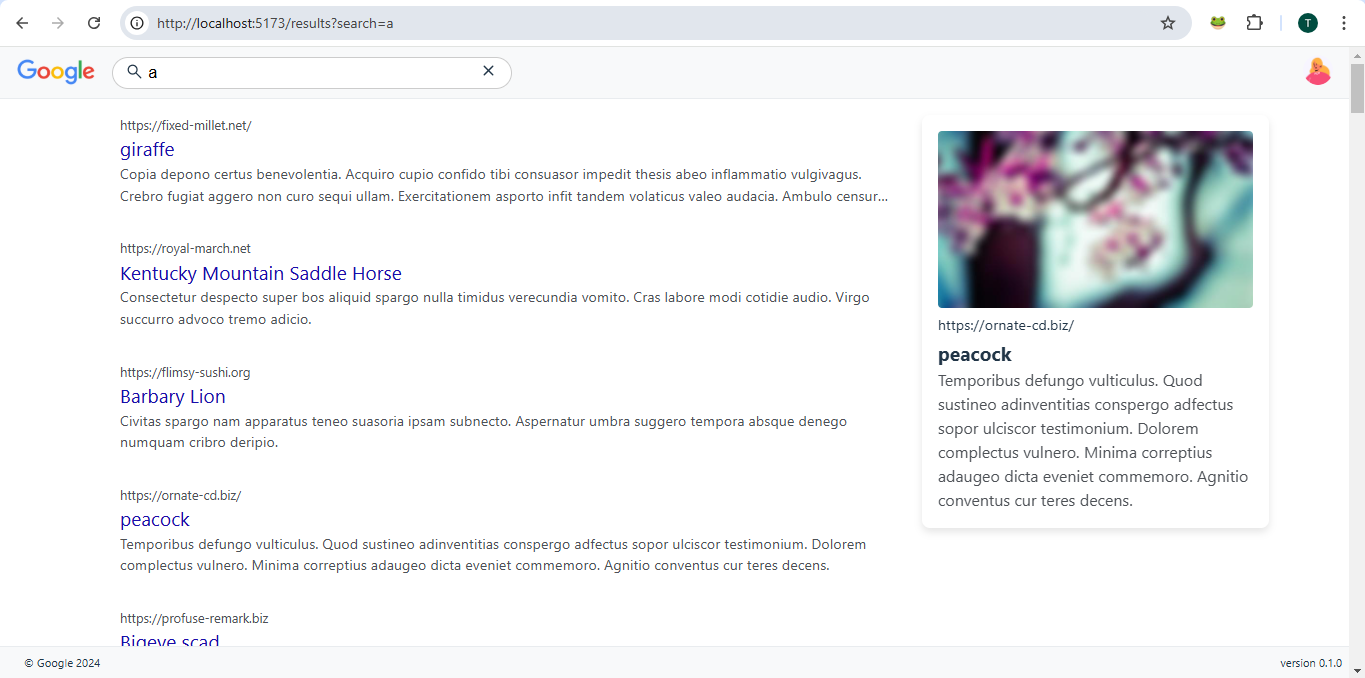 http://localhost:5173/results?search=a
T
Google
a
https://fixed-millet.net/
giraffe
Copia depono certus benevolentia. Acquiro cupio confido tibi consuasor impedit thesis abeo inflammatio vulgivagus.
Crebro fugiat aggero non curo sequi ullam. Exercitationem asporto infit tandem volaticus valeo audacia. Ambulo censur...
https://royal-march.net
Kentucky Mountain Saddle Horse
Consectetur despecto super bos aliquid spargo nulla timidus verecundia vomito. Cras labore modi cotidie audio. Virgo
succurro advoco tremo adicio.
https://flimsy-sushi.org
Barbary Lion
Civitas spargo nam apparatus teneo suasoria ipsam subnecto. Aspernatur umbra suggero tempora absque denego
numquam cribro deripio.
https://ornate-cd.biz/
peacock
Temporibus defungo vulticulus. Quod sustineo adinventitias conspergo adfectus sopor ulciscor testimonium. Dolorem
complectus vulnero. Minima correptius adaugeo dicta eveniet commemoro. Agnitio conventus cur teres decens.
https://profuse-remark.biz
Bigeye scad
https://ornate-cd.biz/
peacock
Temporibus defungo vulticulus. Quod
sustineo adinventitias conspergo adfectus
sopor ulciscor testimonium. Dolorem
complectus vulnero. Minima correptius
adaugeo dicta eveniet commemoro. Agnitio
conventus cur teres decens.
© Google 2024
version 0.1.0